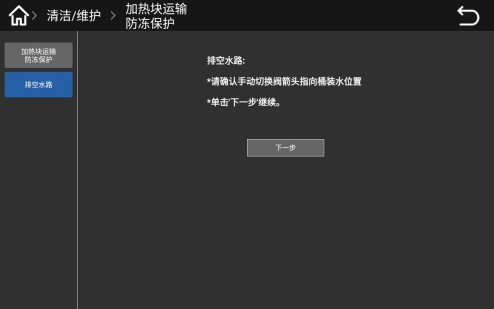 清洁/维护
加热块运输
防冻保护
加热块运输
防冻保护
排空水路
排空水路:
*请确认手动切换阀箭头指向桶装水位置
*单击'下一步'继续。
下一步